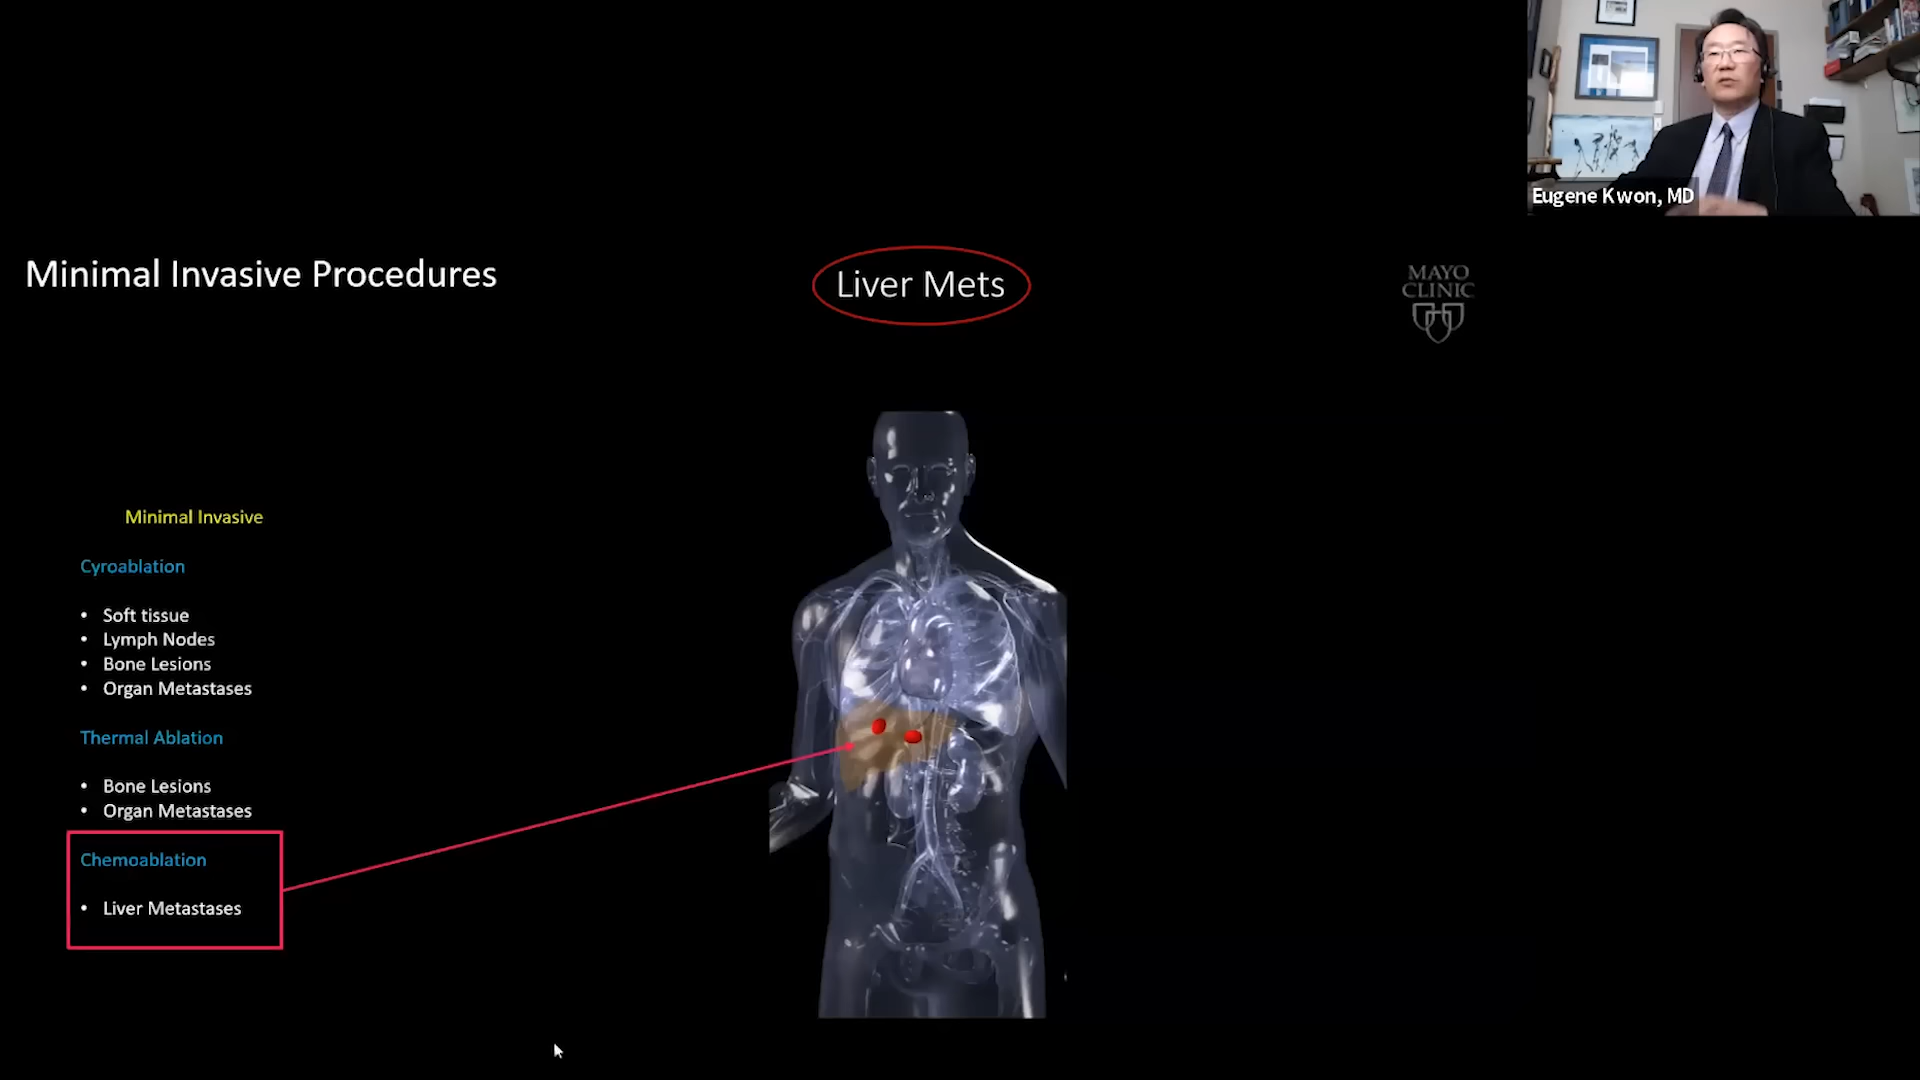 Eugene Kwon, MD
Minimal Invasive Procedures
Liver Mets
MAYO
CLINIC
Minimal Invasive
Cyroablation
• Soft tissue
• Lymph Nodes
• Bone Lesions
• Organ Metastases
Thermal Ablation
• Bone Lesions
• Organ Metastases
Chemoablation
• Liver Metastases